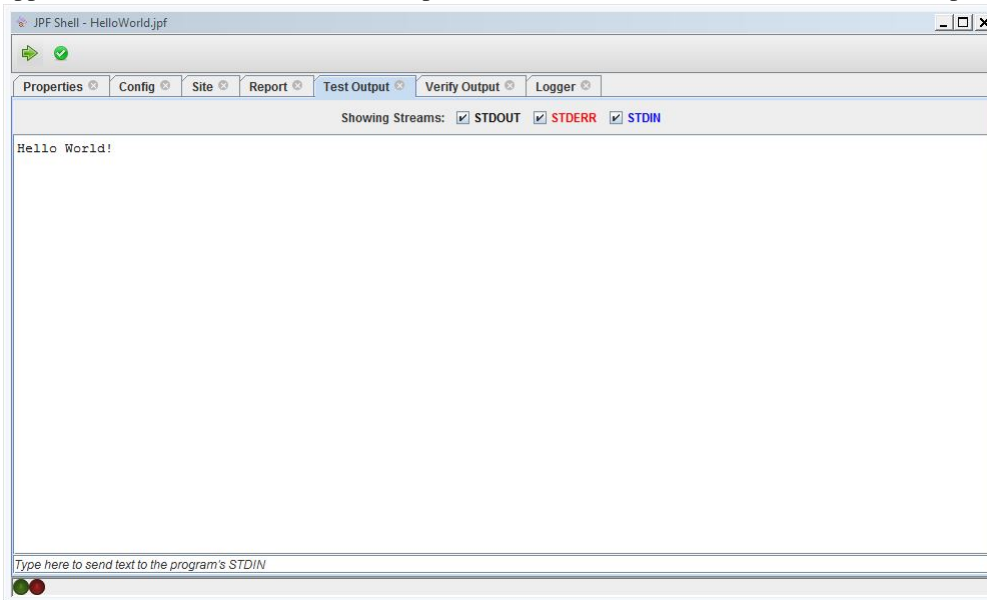 JPF Shell - HelloWorld.jpf
Properties Config Site Report Test Output Verify Output Logger
Showing Streams: STDOUT STDERR STDIN
Hello World!
Type here to send text to the program's STDIN